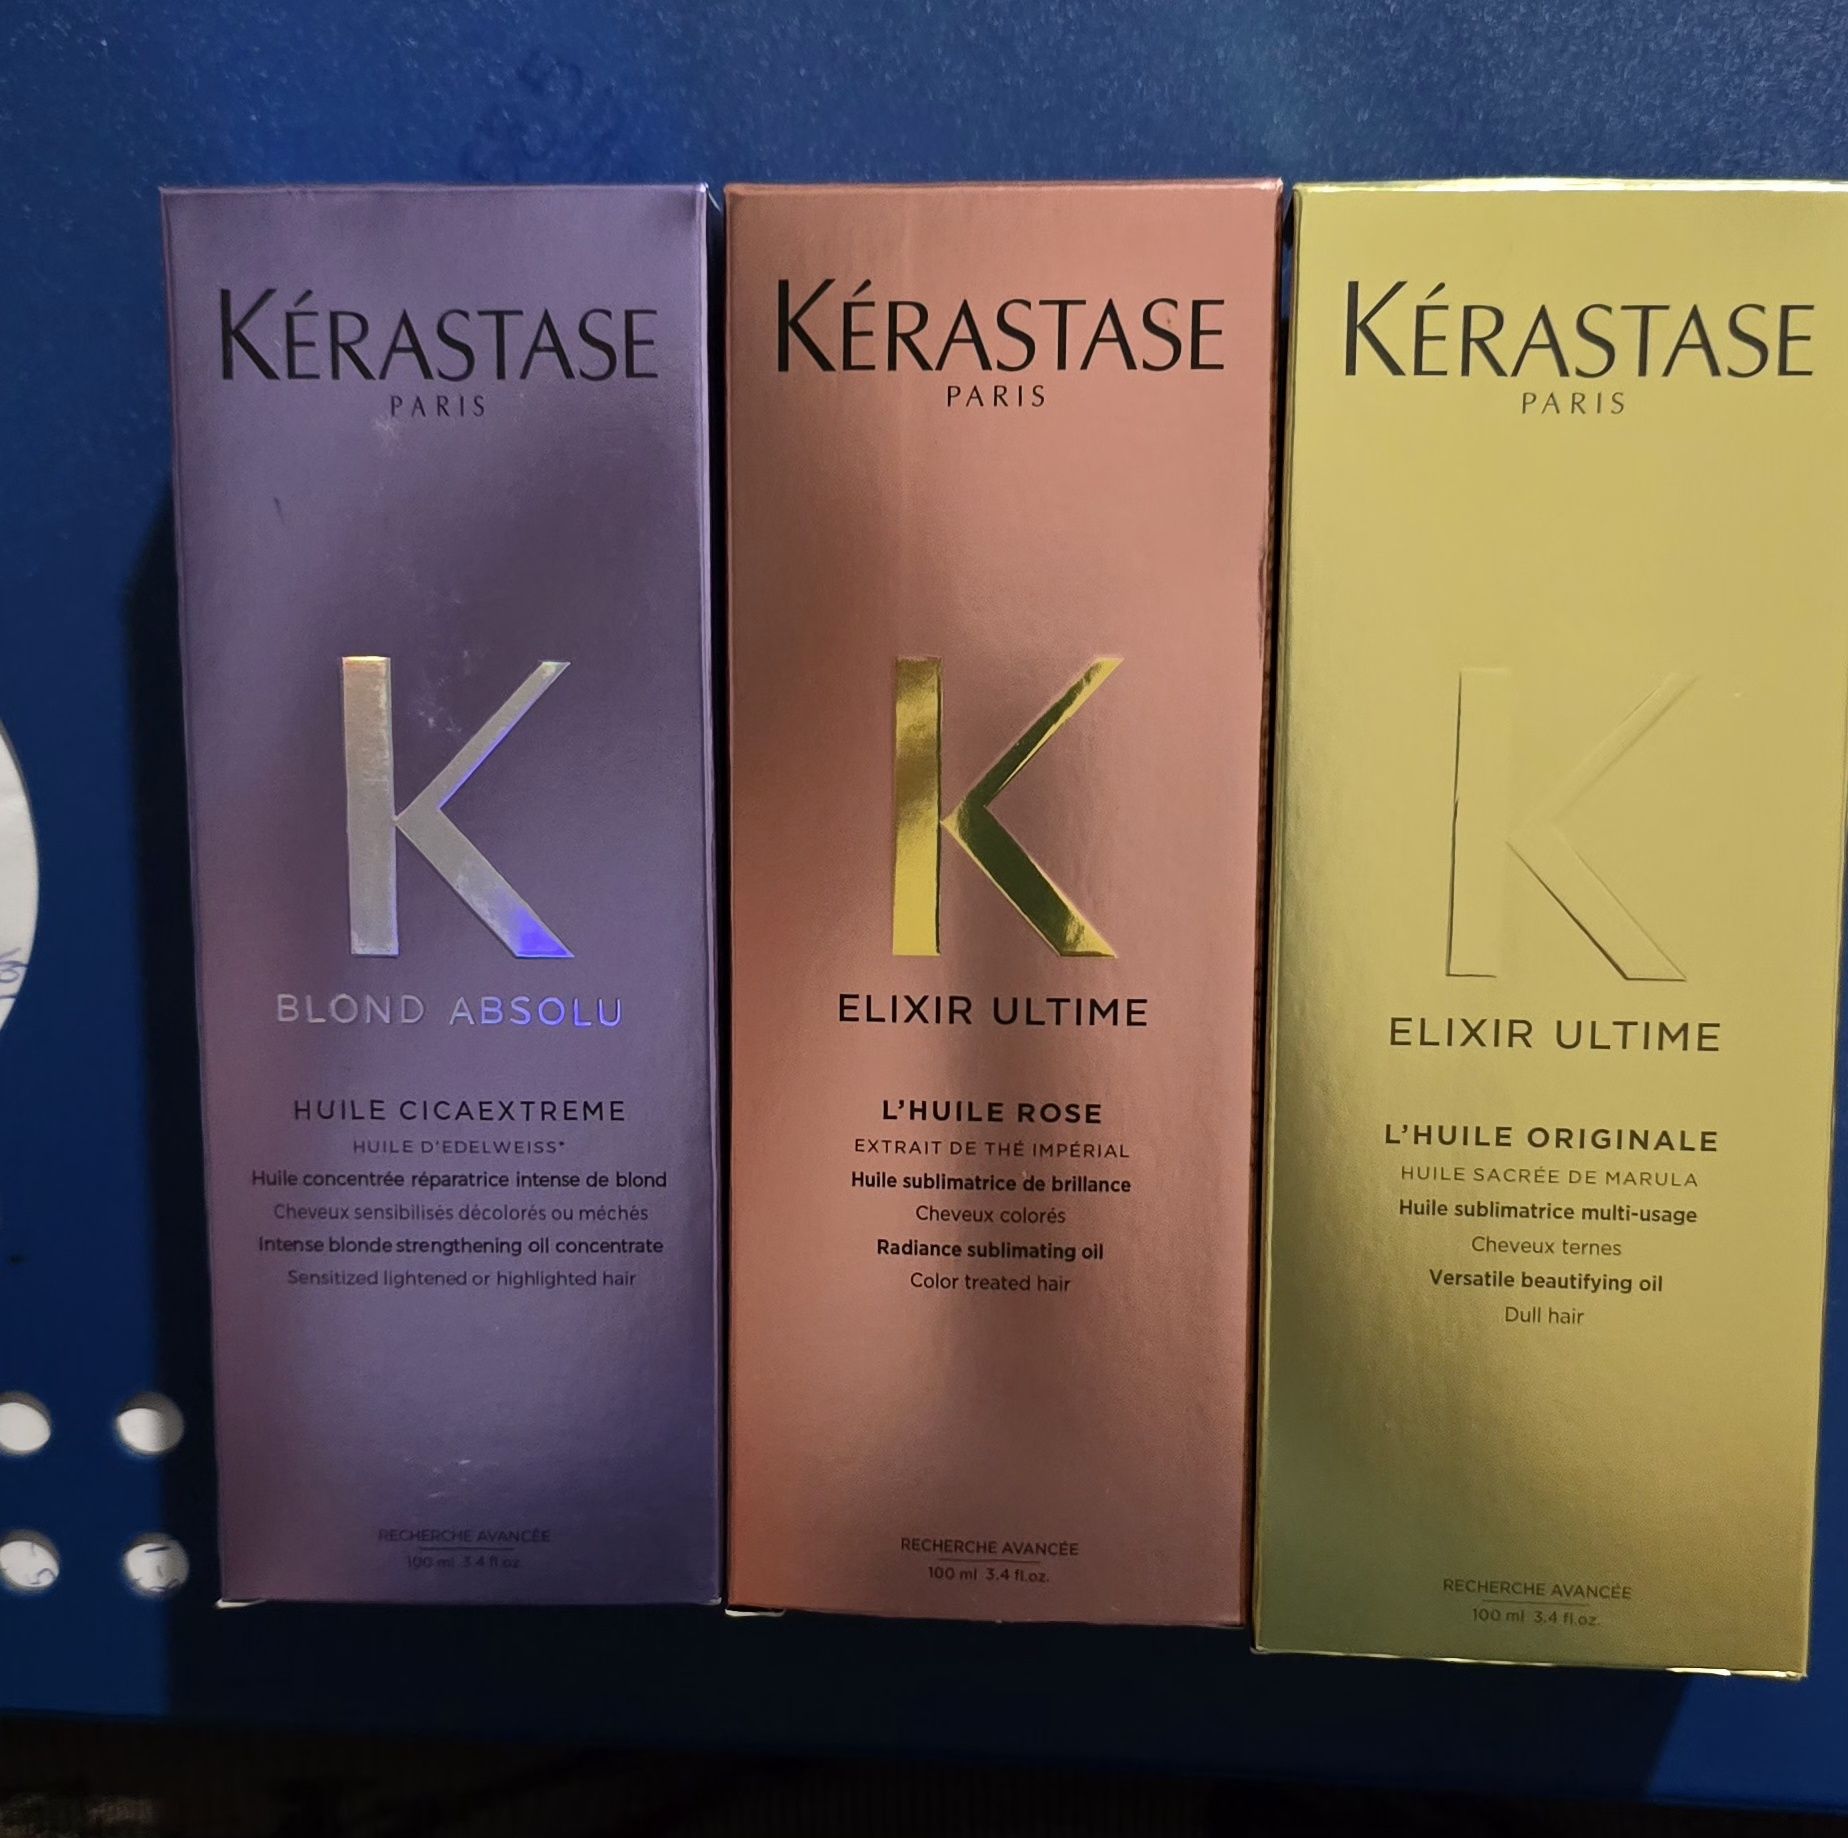 KÉRASTASE
PARIS
K
BLOND ABSOLU
HUILE CICAEXTREME
HUILE D'EDELWEISS*
Huile concentrée réparatrice intense de blond
Cheveux sensibilisés décolorés ou méchés
Intense blonde strengthening oil concentrate
Sensitized lightened or highlighted hair
RECHERCHE AVANCÉE
100 ml 3.4 fl.oz.
KÉRASTASE
PARIS
K
ELIXIR ULTIME
L'HUILE ROSE
EXTRAIT DE THÉ IMPÉRIAL
Huile sublimatrice de brillance
Cheveux colorés
Radiance sublimating oil
Color treated hair
RECHERCHE AVANCÉE
100 ml 3.4 fl.oz.
KÉRASTASE
PARIS
K
ELIXIR ULTIME
L'HUILE ORIGINALE
HUILE SACRÉE DE MARULA
Huile sublimatrice multi-usage
Cheveux ternes
Versatile beautifying oil
Dull hair
RECHERCHE AVANCÉE
100 ml 3.4 fl.oz.